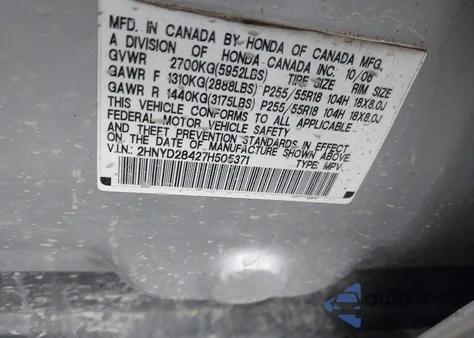 MFD. IN CANADA BY HONDA OF CANADA MFG.
A DIVISION OF HONDA CANADA INC. 10/06
GVWR 2700KG(5952LBS) TIRE SIZE RIM SIZE
GAWR F 1310KG(2888LBS) P255/55R18 104H 18X8.0J
GAWR R 1440KG(3175LBS) P255/55R18 104H 18X8.0J
THIS VEHICLE CONFORMS TO ALL APPLICABLE
FEDERAL MOTOR VEHICLE SAFETY
AND THEFT PREVENTION STANDARDS IN EFFECT
ON THE DATE OF MANUFACTURE SHOWN ABOVE
V.I.N.: 2HNYD28427H505371 TYPE: MPV